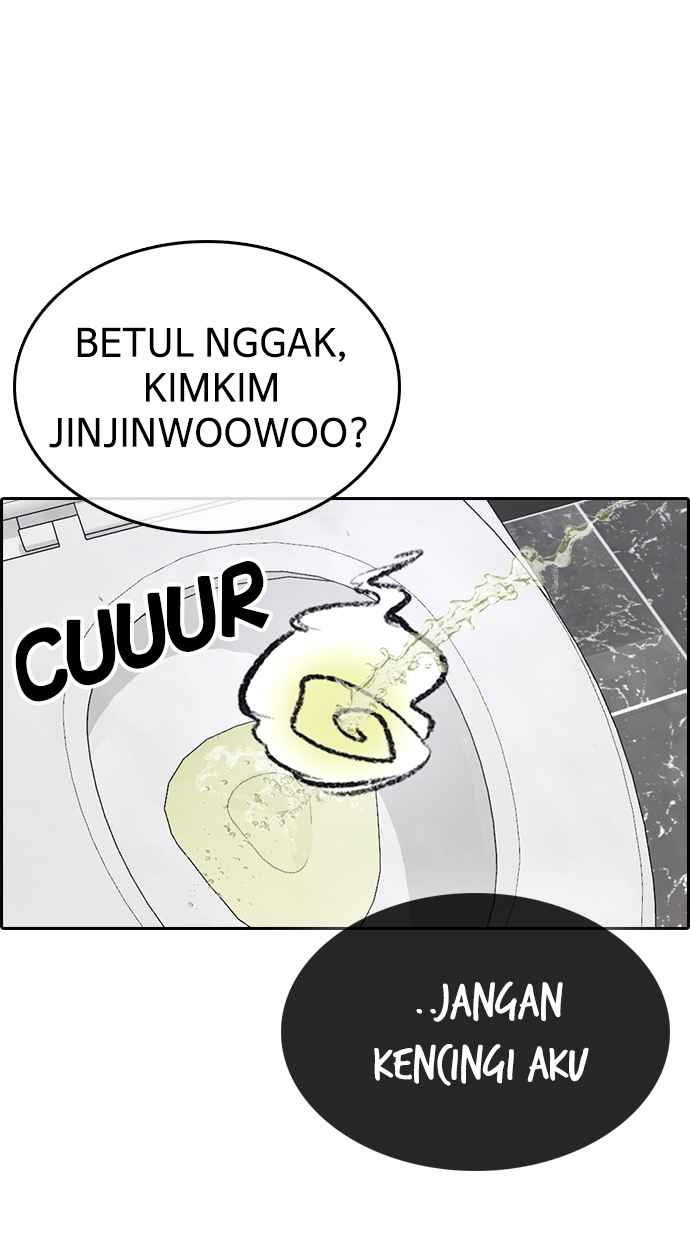 BETUL NGGAK,
KIMKIM
JINJINWOOWOO?
CUUUR
..JANGAN
KENCINGI AKU